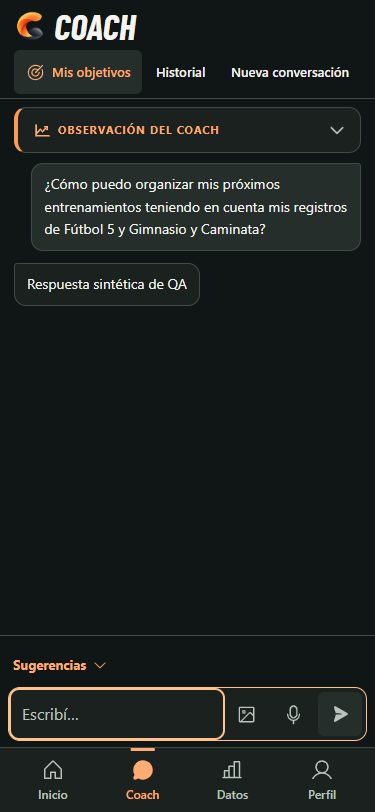 COACH
Mis objetivos
Historial
Nueva conversación
OBSERVACIÓN DEL COACH
¿Cómo puedo organizar mis próximos
entrenamientos teniendo en cuenta mis registros
de Fútbol 5 y Gimnasio y Caminata?
Respuesta sintética de QA
Sugerencias
Escribí...
Inicio
Coach
Datos
Perfil